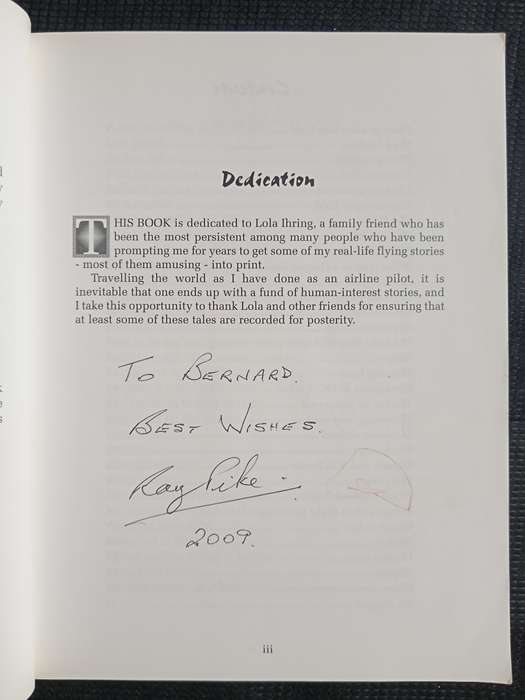 Dedication
THIS BOOK is dedicated to Lola Ihring, a family friend who has
been the most persistent among many people who have been
prompting me for years to get some of my real-life flying stories
- most of them amusing - into print.
Travelling the world as I have done as an airline pilot, it is
inevitable that one ends up with a fund of human-interest stories, and
I take this opportunity to thank Lola and other friends for ensuring that
at least some of these tales are recorded for posterity.
TO BERNARD.
BEST WISHES.
Ray Pike
2009.
iii